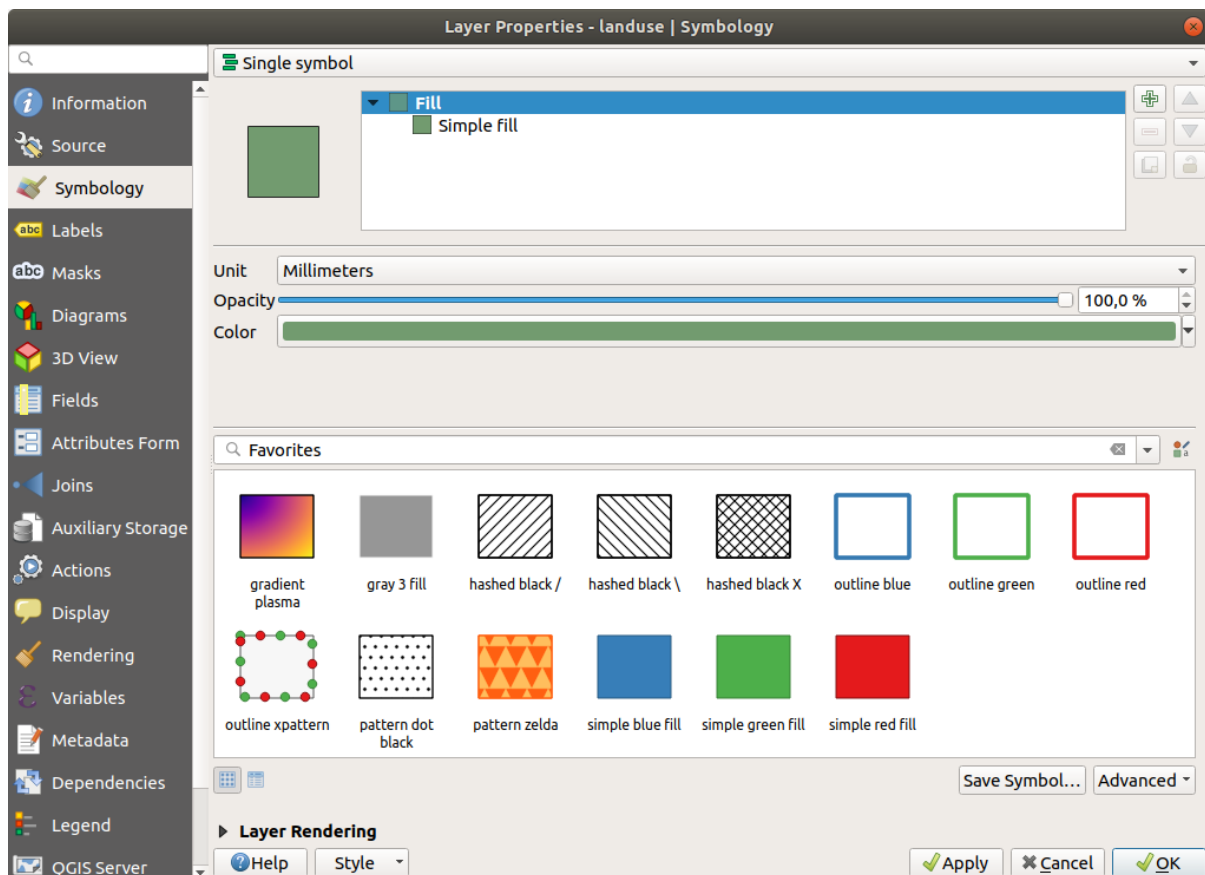 Layer Properties - landuse | Symbology
Single symbol
Information
Source
Symbology
Labels
Masks
Diagrams
3D View
Fields
Attributes Form
Joins
Auxiliary Storage
Actions
Display
Rendering
Variables
Metadata
Dependencies
Legend
QGIS Server
abc
abc
Fill
Simple fill
Unit Millimeters
Opacity 100,0 %
Color
Favorites
gradient
plasma
gray 3 fill
hashed black /
hashed black \
hashed black X
outline blue
outline green
outline red
outline xpattern
pattern dot
black
pattern zelda
simple blue fill
simple green fill
simple red fill
Save Symbol... Advanced
Layer Rendering
Help Style Apply Cancel OK